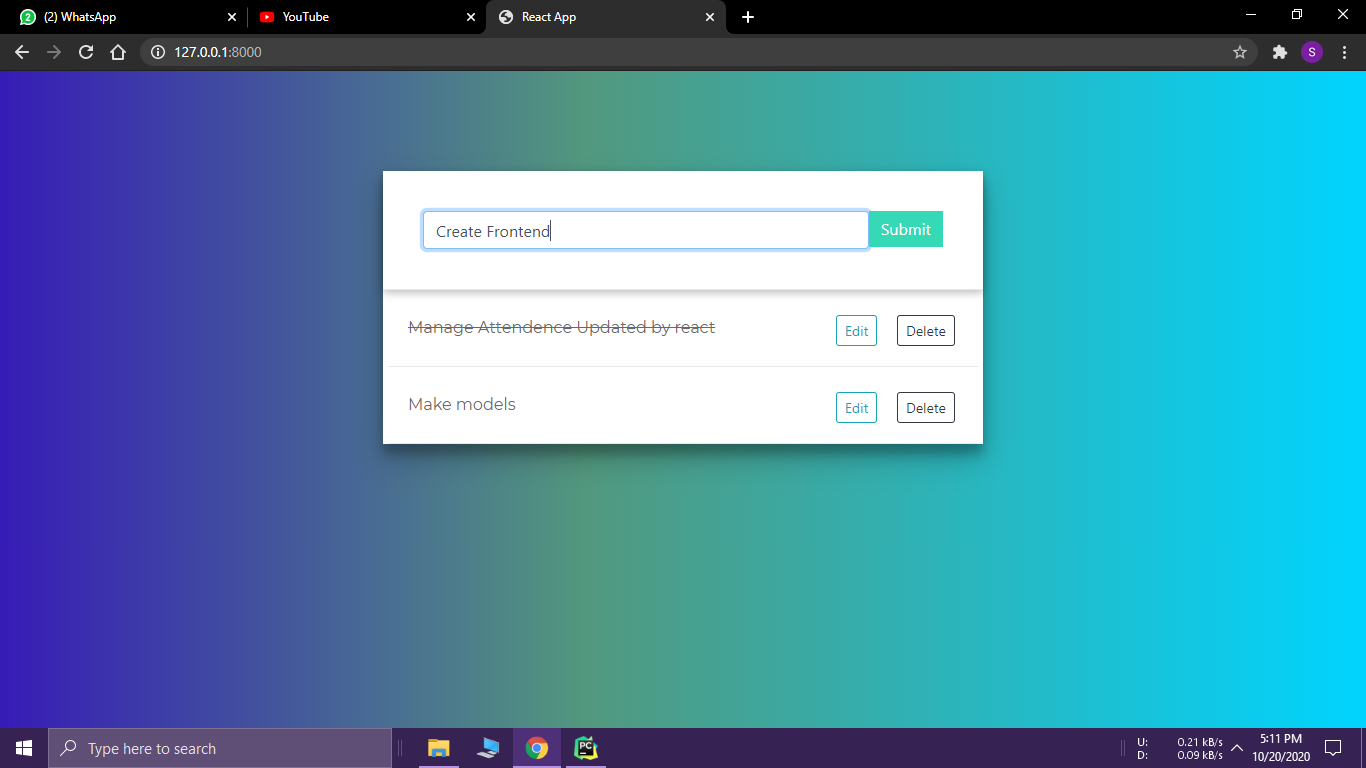 2 (2) WhatsApp
YouTube
React App
127.0.0.1:8000
S
Create Frontend
Submit
Manage Attendence Updated by react
Edit
Delete
Make models
Edit
Delete
Type here to search
PC
U: 0.21 kB/s
D: 0.09 kB/s
5:11 PM
10/20/2020